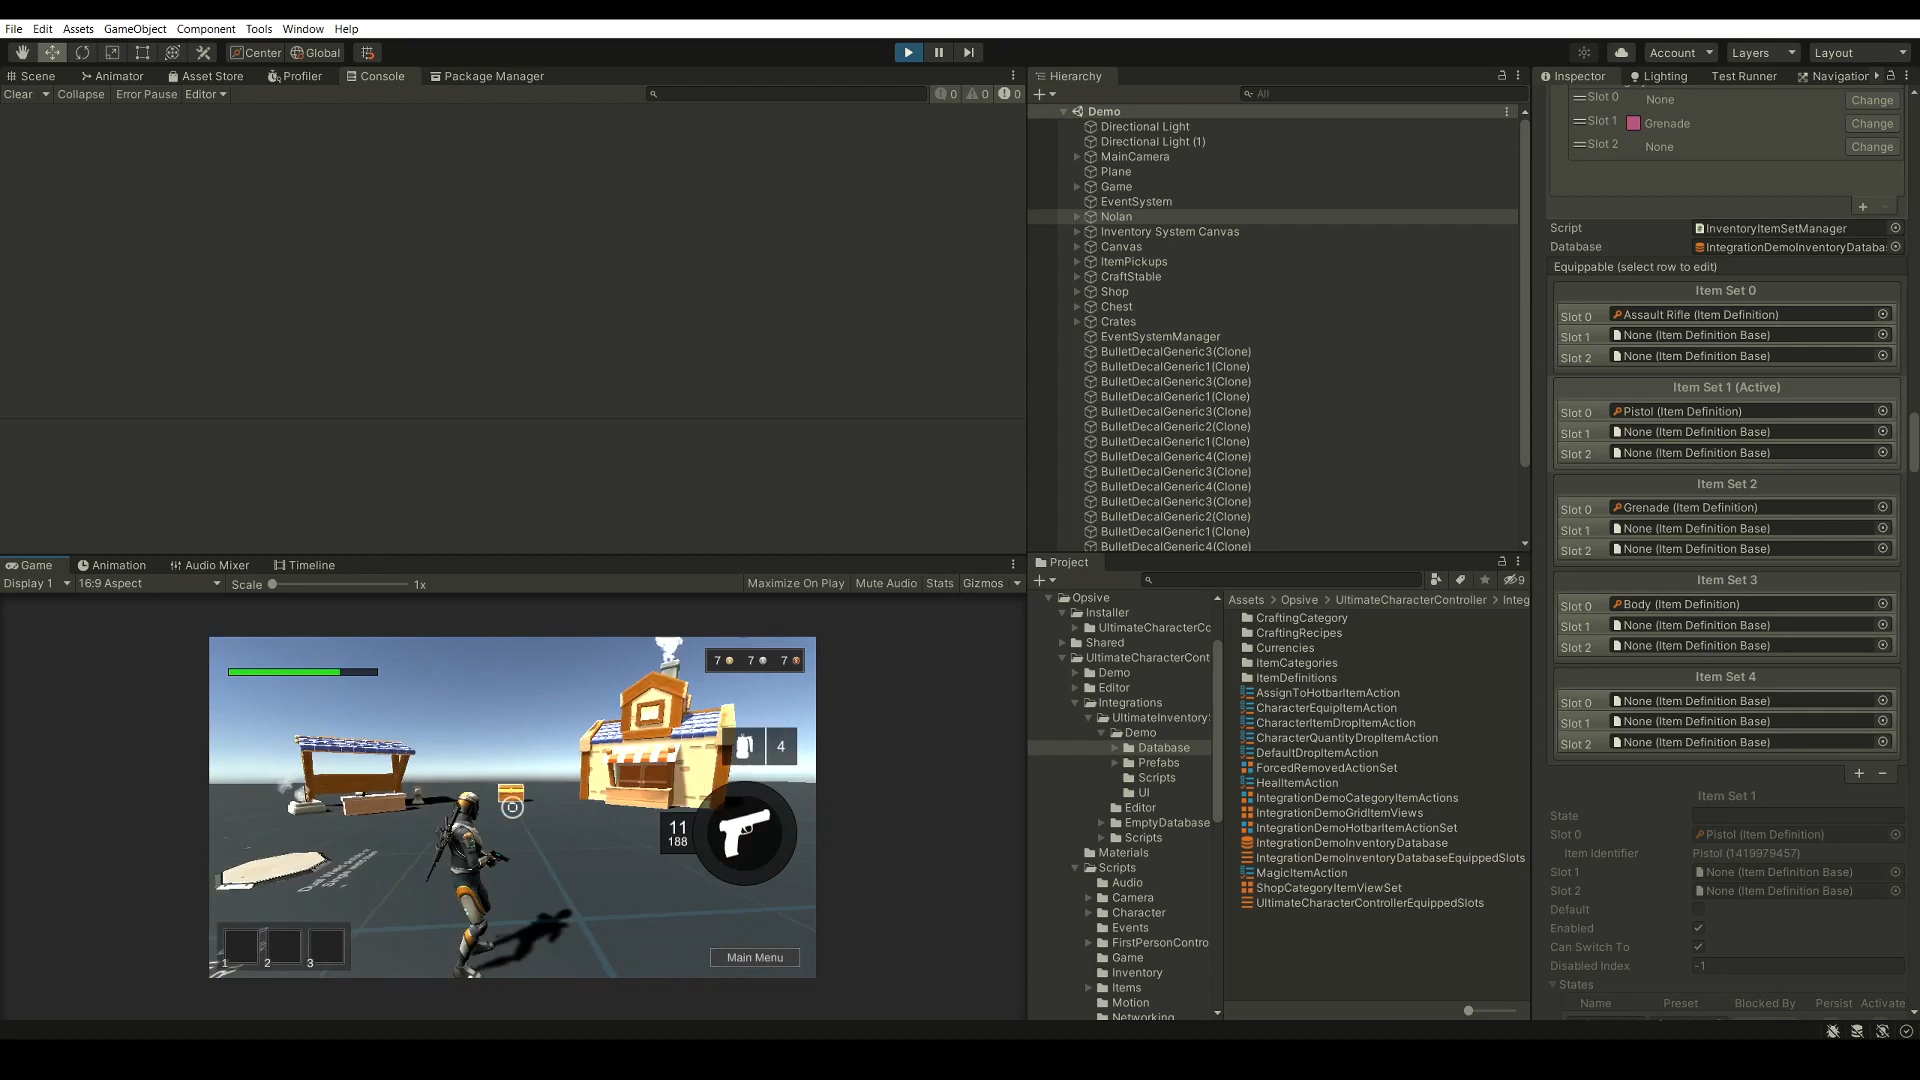 File Edit Assets GameObject Component Tools Window Help
Center Global Account Layers Layout
Scene Animator Asset Store Profiler Console Package Manager
Clear Collapse Error Pause Editor 0 0 0
Hierarchy
All
Demo
Directional Light
Directional Light (1)
MainCamera
Plane
Game
EventSystem
Nolan
Inventory System Canvas
Canvas
ItemPickups
CraftStable
Shop
Chest
Crates
EventSystemManager
BulletDecalGeneric3(Clone)
BulletDecalGeneric1(Clone)
BulletDecalGeneric3(Clone)
BulletDecalGeneric1(Clone)
BulletDecalGeneric3(Clone)
BulletDecalGeneric2(Clone)
BulletDecalGeneric1(Clone)
BulletDecalGeneric4(Clone)
BulletDecalGeneric3(Clone)
BulletDecalGeneric4(Clone)
BulletDecalGeneric3(Clone)
BulletDecalGeneric2(Clone)
BulletDecalGeneric1(Clone)
BulletDecalGeneric4(Clone)
Inspector Lighting Test Runner Navigation
Slot 0 None Change
Slot 1 Grenade Change
Slot 2 None Change
Script InventoryItemSetManager
Database IntegrationDemoInventoryDataba
Equippable (select row to edit)
Item Set 0
Slot 0 Assault Rifle (Item Definition)
Slot 1 None (Item Definition Base)
Slot 2 None (Item Definition Base)
Item Set 1 (Active)
Slot 0 Pistol (Item Definition)
Slot 1 None (Item Definition Base)
Slot 2 None (Item Definition Base)
Item Set 2
Slot 0 Grenade (Item Definition)
Slot 1 None (Item Definition Base)
Slot 2 None (Item Definition Base)
Item Set 3
Slot 0 Body (Item Definition)
Slot 1 None (Item Definition Base)
Slot 2 None (Item Definition Base)
Item Set 4
Slot 0 None (Item Definition Base)
Slot 1 None (Item Definition Base)
Slot 2 None (Item Definition Base)
Item Set 1
State
Slot 0 Pistol (Item Definition)
Item Identifier Pistol (1419979457)
Slot 1 None (Item Definition Base)
Slot 2 None (Item Definition Base)
Default
Enabled
Can Switch To
Disabled Index -1
States
Name Preset Blocked By Persist Activate
Game Animation Audio Mixer Timeline
Display 1 16:9 Aspect Scale 1x Maximize On Play Mute Audio Stats Gizmos
7 7 7
4
11
188
1 2 3
Main Menu
Project
9
Opsive
Installer
UltimateCharacterCo
Shared
UltimateCharacterCont
Demo
Editor
Integrations
UltimateInventoryS
Demo
Database
Prefabs
Scripts
UI
Editor
EmptyDatabase
Scripts
Materials
Scripts
Audio
Camera
Character
Events
FirstPersonContro
Game
Inventory
Items
Motion
Networking
Assets > Opsive > UltimateCharacterController > Integ
CraftingCategory
CraftingRecipes
Currencies
ItemCategories
ItemDefinitions
AssignToHotbarItemAction
CharacterEquipItemAction
CharacterItemDropItemAction
CharacterQuantityDropItemAction
DefaultDropItemAction
ForcedRemovedActionSet
HealItemAction
IntegrationDemoCategoryItemActions
IntegrationDemoGridItemViews
IntegrationDemoHotbarItemActionSet
IntegrationDemoInventoryDatabase
IntegrationDemoInventoryDatabaseEquippedSlots
MagicItemAction
ShopCategoryItemViewSet
UltimateCharacterControllerEquippedSlots